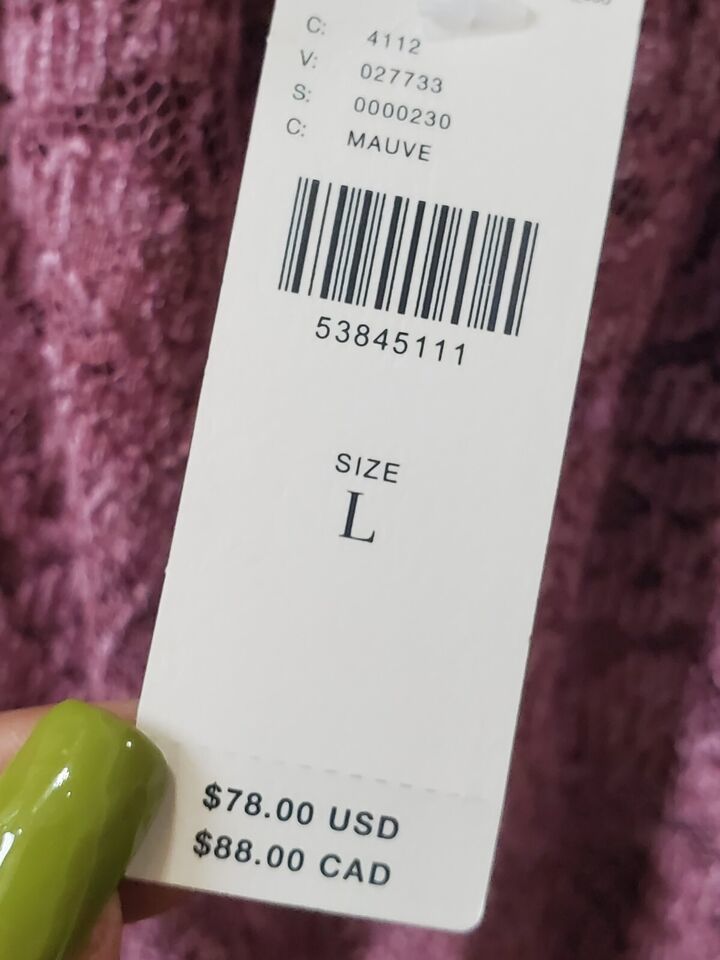 C: 4112
V: 027733
S: 0000230
C: MAUVE
53845111
SIZE
L
$78.00 USD
$88.00 CAD